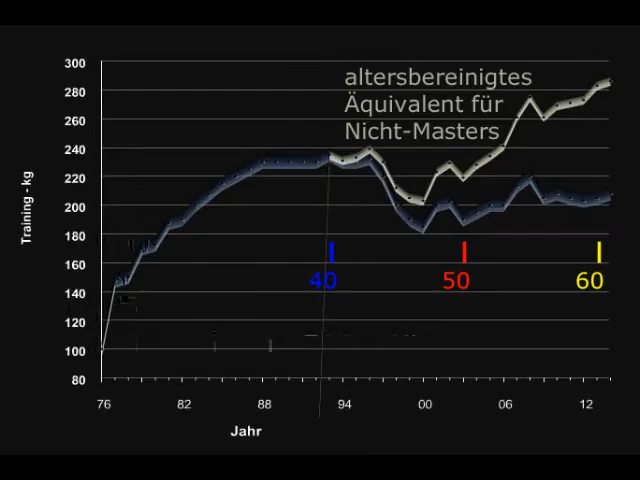 300
280
260
240
220
200
180
160
140
120
100
80
Training - kg
altersbereinigtes
Äquivalent für
Nicht-Masters
40
50
60
76 82 88 94 00 06 12
Jahr